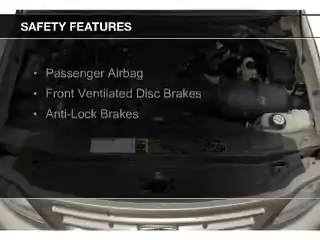 SAFETY FEATURES
• Passenger Airbag
• Front Ventilated Disc Brakes
• Anti-Lock Brakes